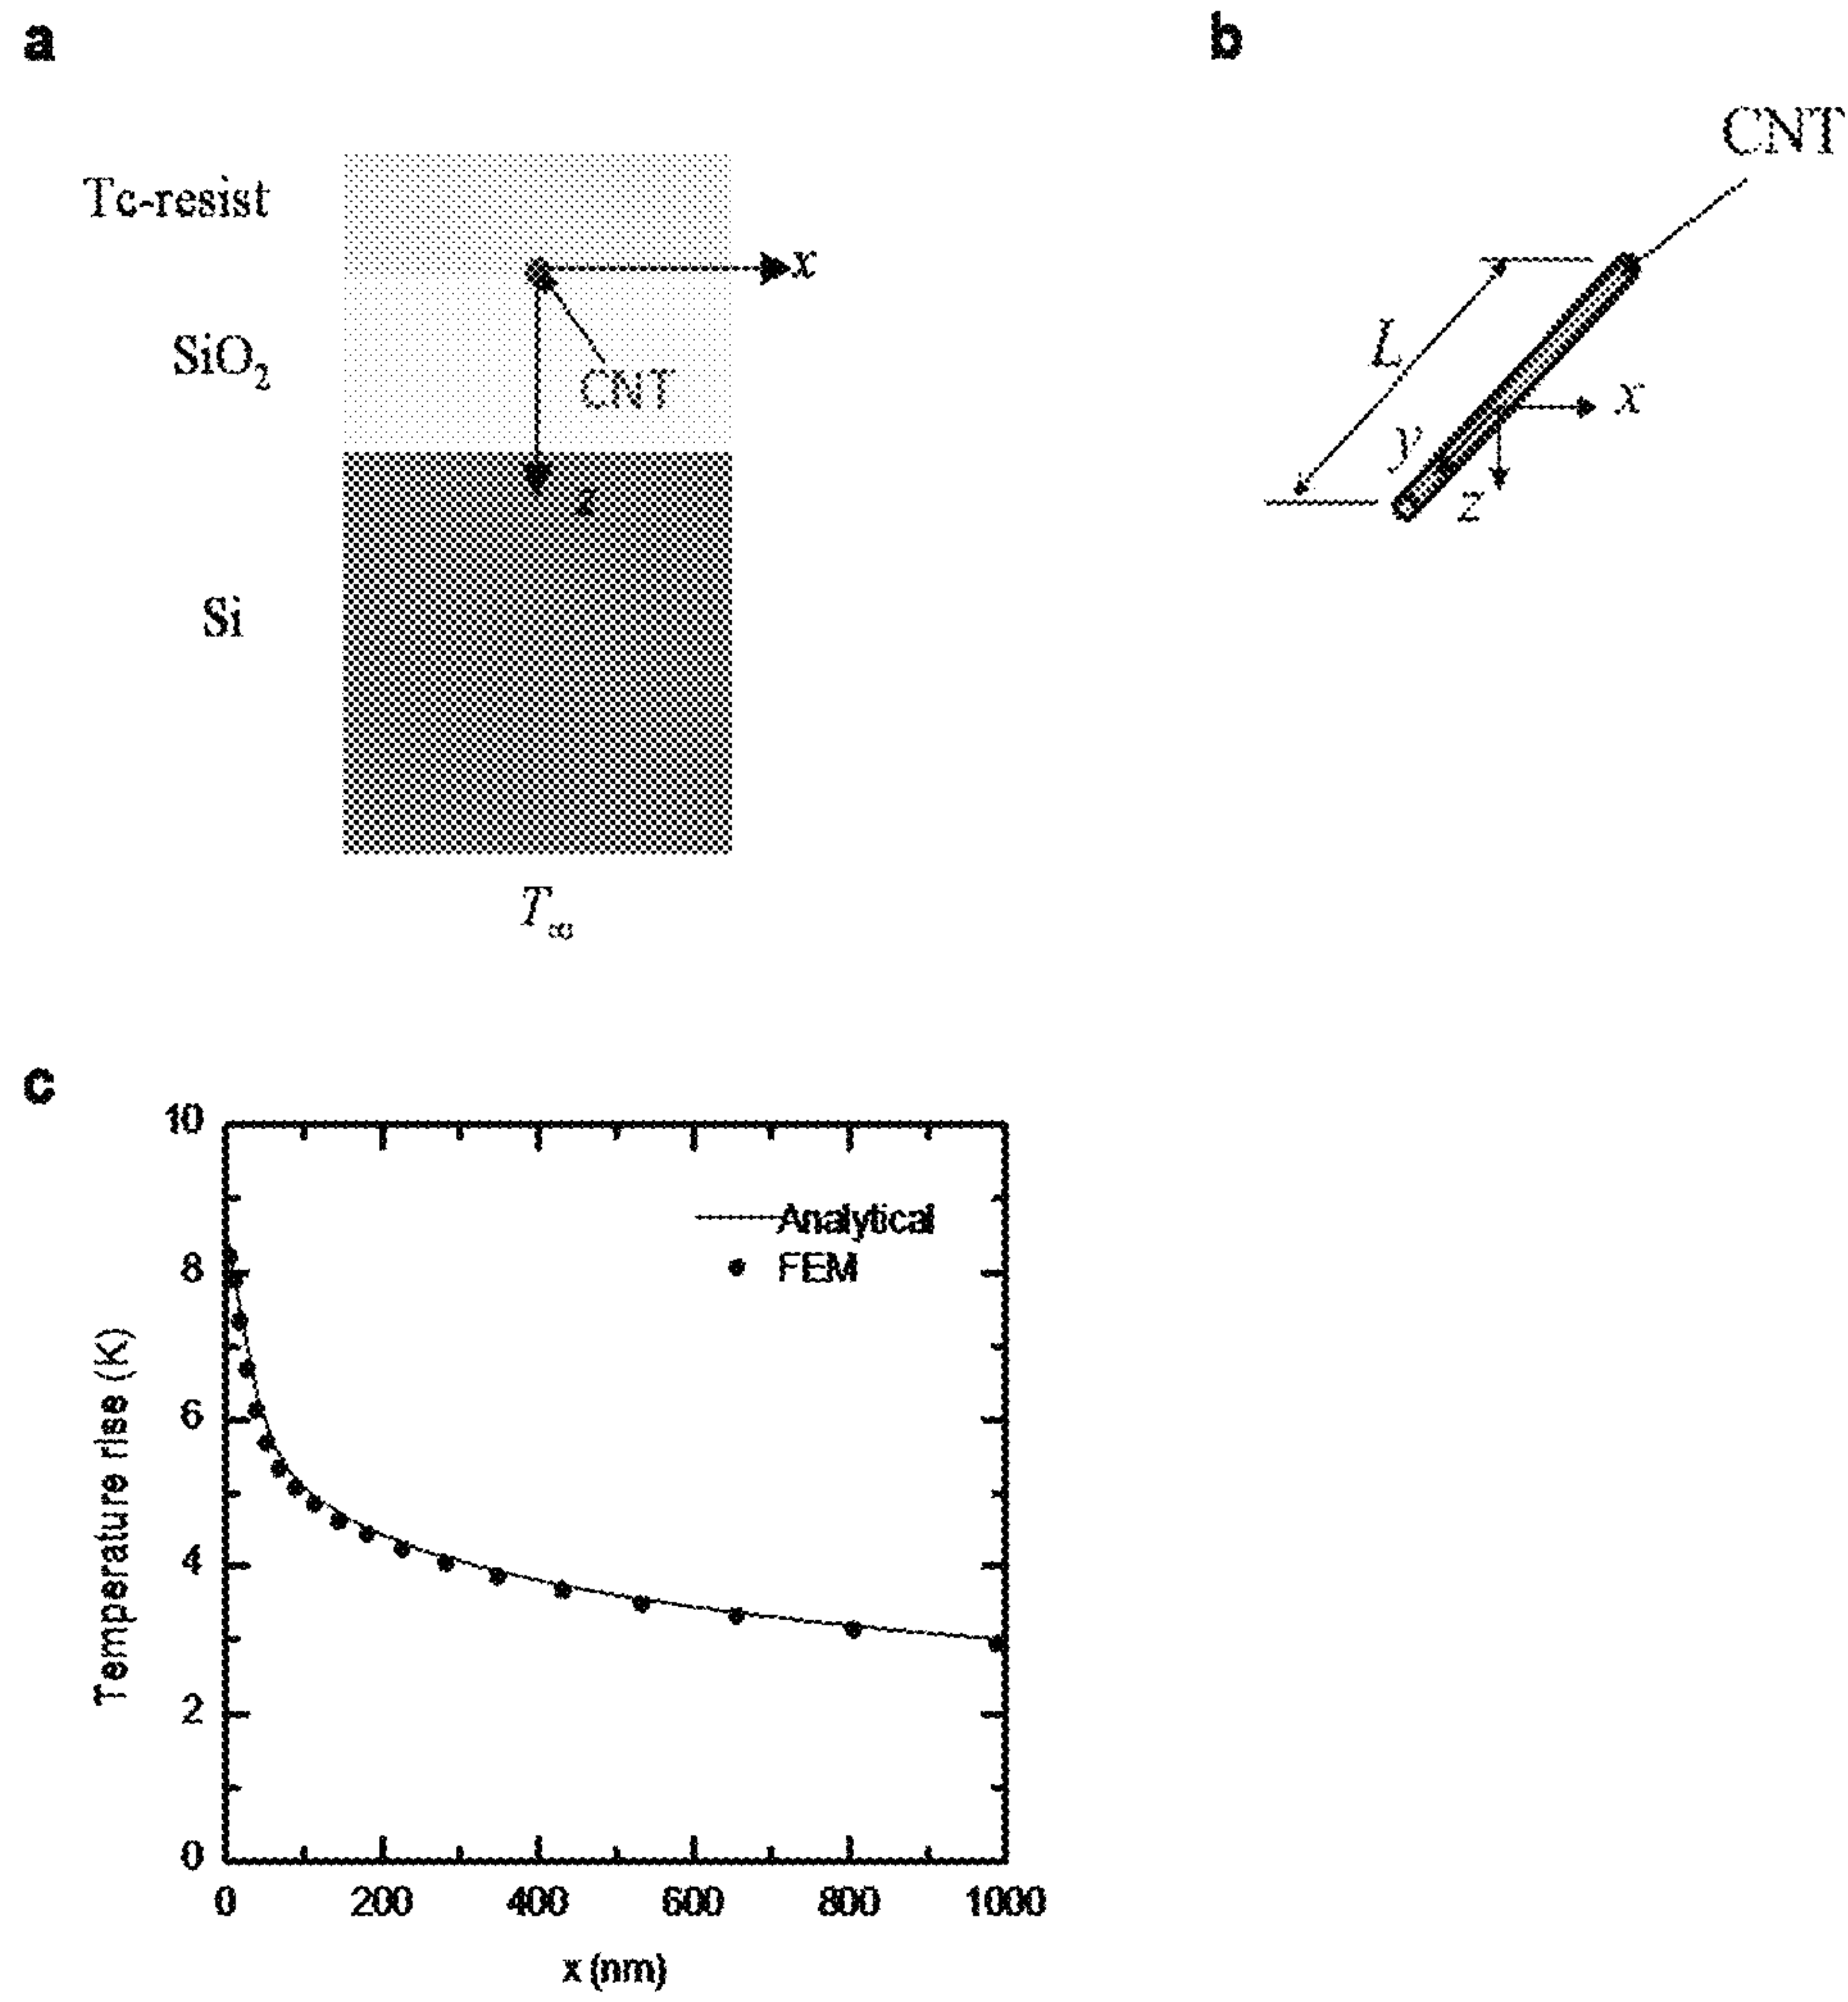 a
b
CNT
Tc-resist
x
SiO₂
CNT
L
x
y
z
z
Si
T∞
c
10
8
6
4
2
0
Analytical
FEM
Temperature rise (K)
0 200 400 600 800 1000
x (nm)